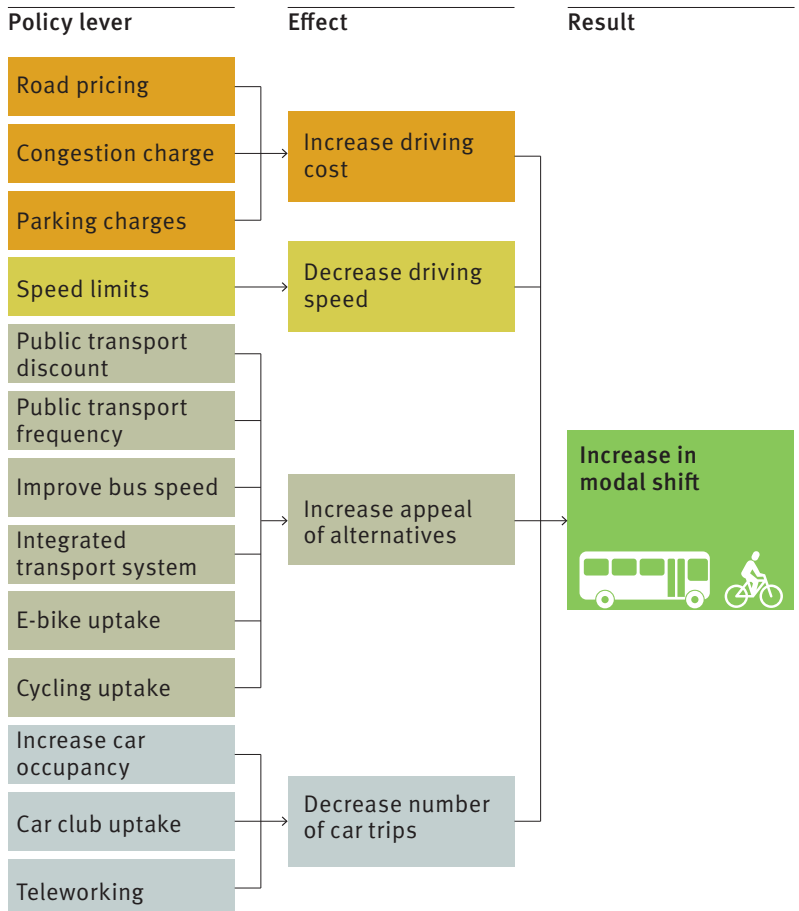 Policy lever
Effect
Result
Road pricing
Congestion charge
Parking charges
Increase driving
cost
Speed limits
Decrease driving
speed
Public transport
discount
Public transport
frequency
Improve bus speed
Integrated
transport system
E-bike uptake
Cycling uptake
Increase appeal
of alternatives
Increase car
occupancy
Car club uptake
Teleworking
Decrease number
of car trips
Increase in
modal shift